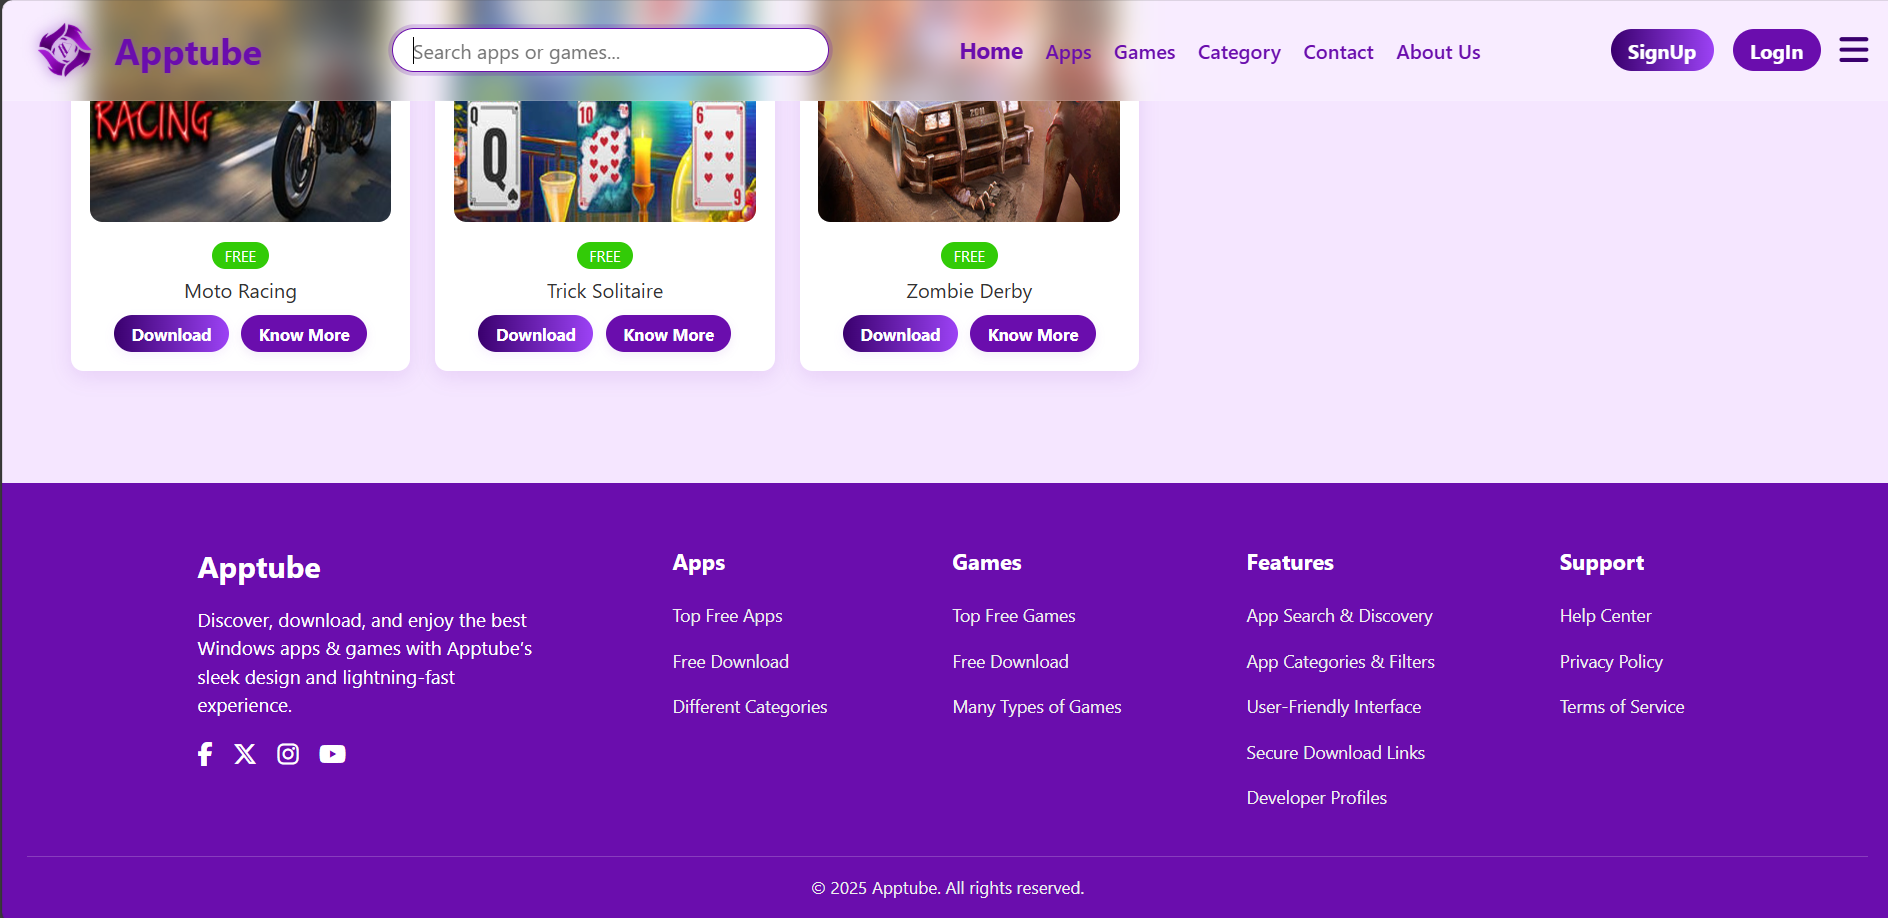 Apptube
Search apps or games...
Home Apps Games Category Contact About Us
SignUp LogIn
RACING
Q 10 6
Q
6
FREE
Moto Racing
Download Know More
FREE
Trick Solitaire
Download Know More
FREE
Zombie Derby
Download Know More
Apptube
Discover, download, and enjoy the best
Windows apps & games with Apptube’s
sleek design and lightning-fast
experience.
Apps
Top Free Apps
Free Download
Different Categories
Games
Top Free Games
Free Download
Many Types of Games
Features
App Search & Discovery
App Categories & Filters
User-Friendly Interface
Secure Download Links
Developer Profiles
Support
Help Center
Privacy Policy
Terms of Service
© 2025 Apptube. All rights reserved.